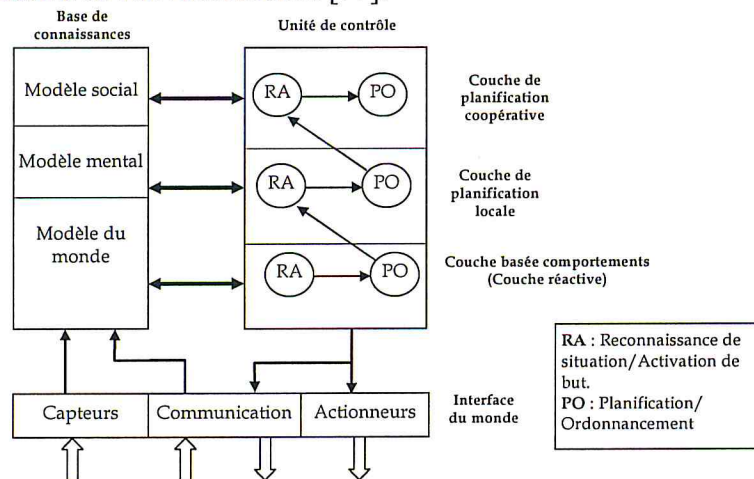 Base de
connaissances
Unité de contrôle
Modèle social
RA
PO
Couche de
planification
coopérative
Modèle mental
RA
PO
Couche de
planification
locale
Modèle du
monde
RA
PO
Couche basée comportements
(Couche réactive)
RA : Reconnaissance de
situation/Activation de
but.
PO : Planification/
Ordonnancement
Capteurs
Communication
Actionneurs
Interface
du monde